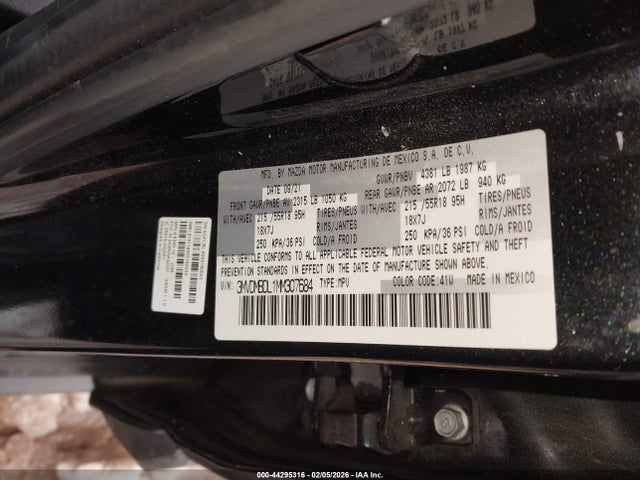 MFD. BY MAZDA MOTOR MANUFACTURING DE MEXICO S.A. DE C.V.
DATE 09/21 GVWR/PNBV 4381 LB 1987 KG
FRONT GAWR/PNBE AV 2315 LB 1050 KG REAR GAWR/PNBE AR 2072 LB 940 KG
WITH/AVEC 215/55R18 95H TIRES/PNEUS WITH/AVEC 215/55R18 95H TIRES/PNEUS
18X7J RIMS/JANTES 18X7J RIMS/JANTES
250 KPA/36 PSI COLD/A FROID 250 KPA/36 PSI COLD/A FROID
THIS VEHICLE CONFORMS TO ALL APPLICABLE FEDERAL MOTOR VEHICLE SAFETY AND THEFT
PREVENTION STANDARDS IN EFFECT ON THE DATE OF MANUFACTURE SHOWN ABOVE.
VIN: 3MVDMBDL1MM307684 TYPE:MPV COLOR CODE:41W MADE IN MEXICO
000-44295316 - 02/05/2026 - IAA Inc.